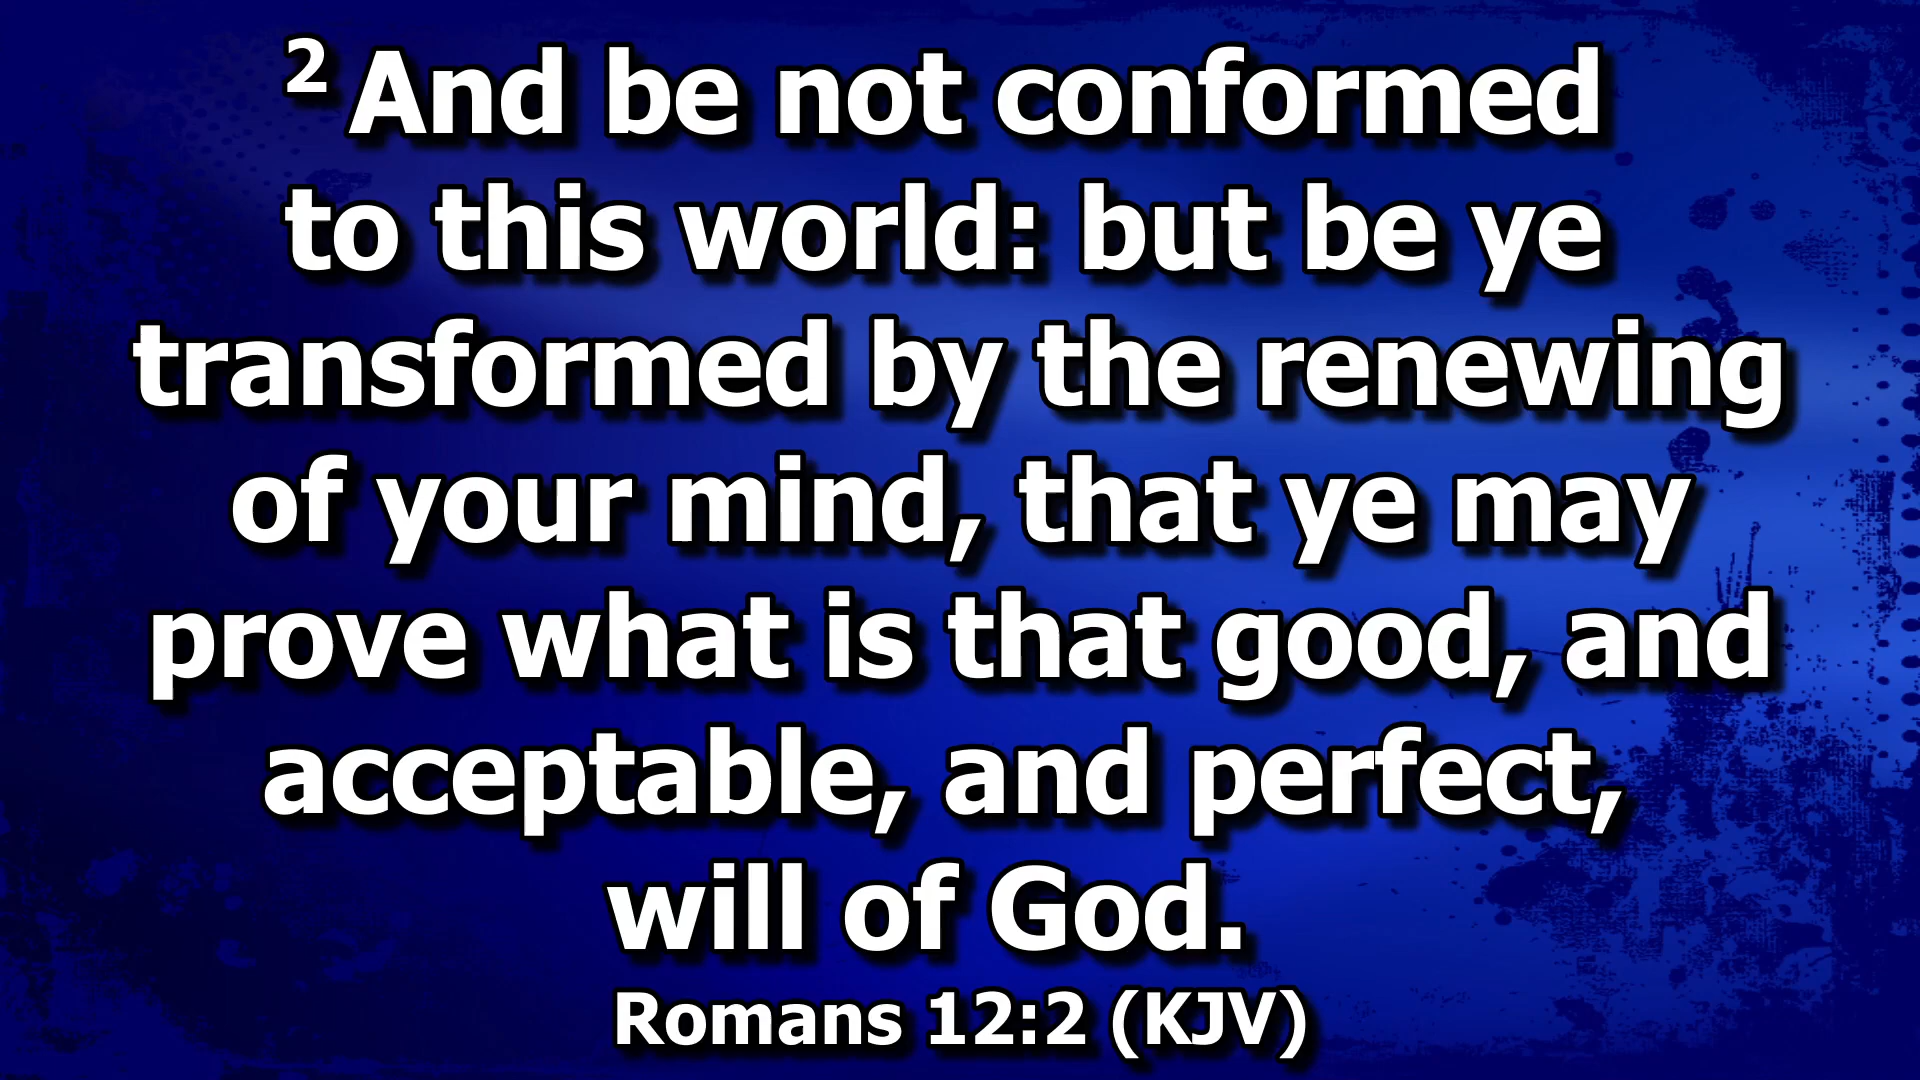 2 And be not conformed
to this world: but be ye
transformed by the renewing
of your mind, that ye may
prove what is that good, and
acceptable, and perfect,
will of God.
Romans 12:2 (KJV)